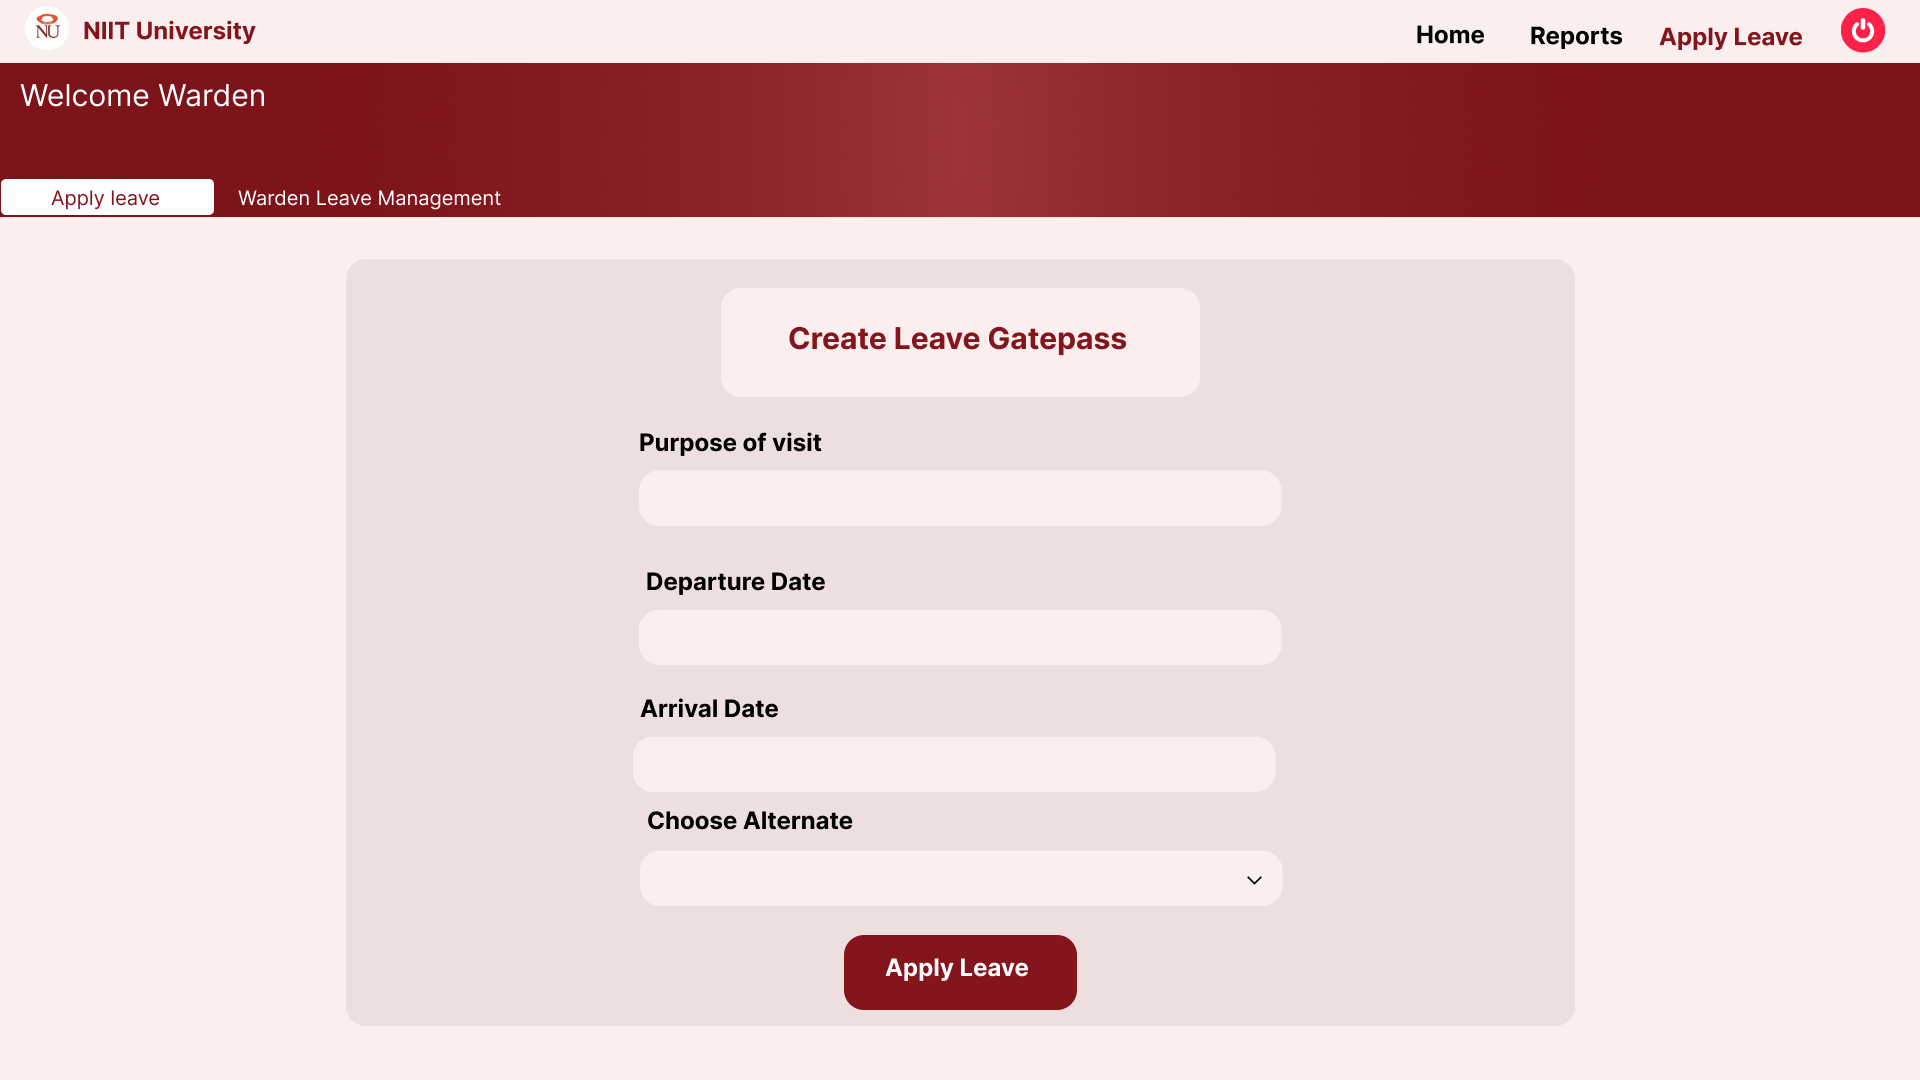 NU
NIIT University
Home
Reports
Apply Leave
Welcome Warden
Apply leave
Warden Leave Management
Create Leave Gatepass
Purpose of visit
Departure Date
Arrival Date
Choose Alternate
Apply Leave